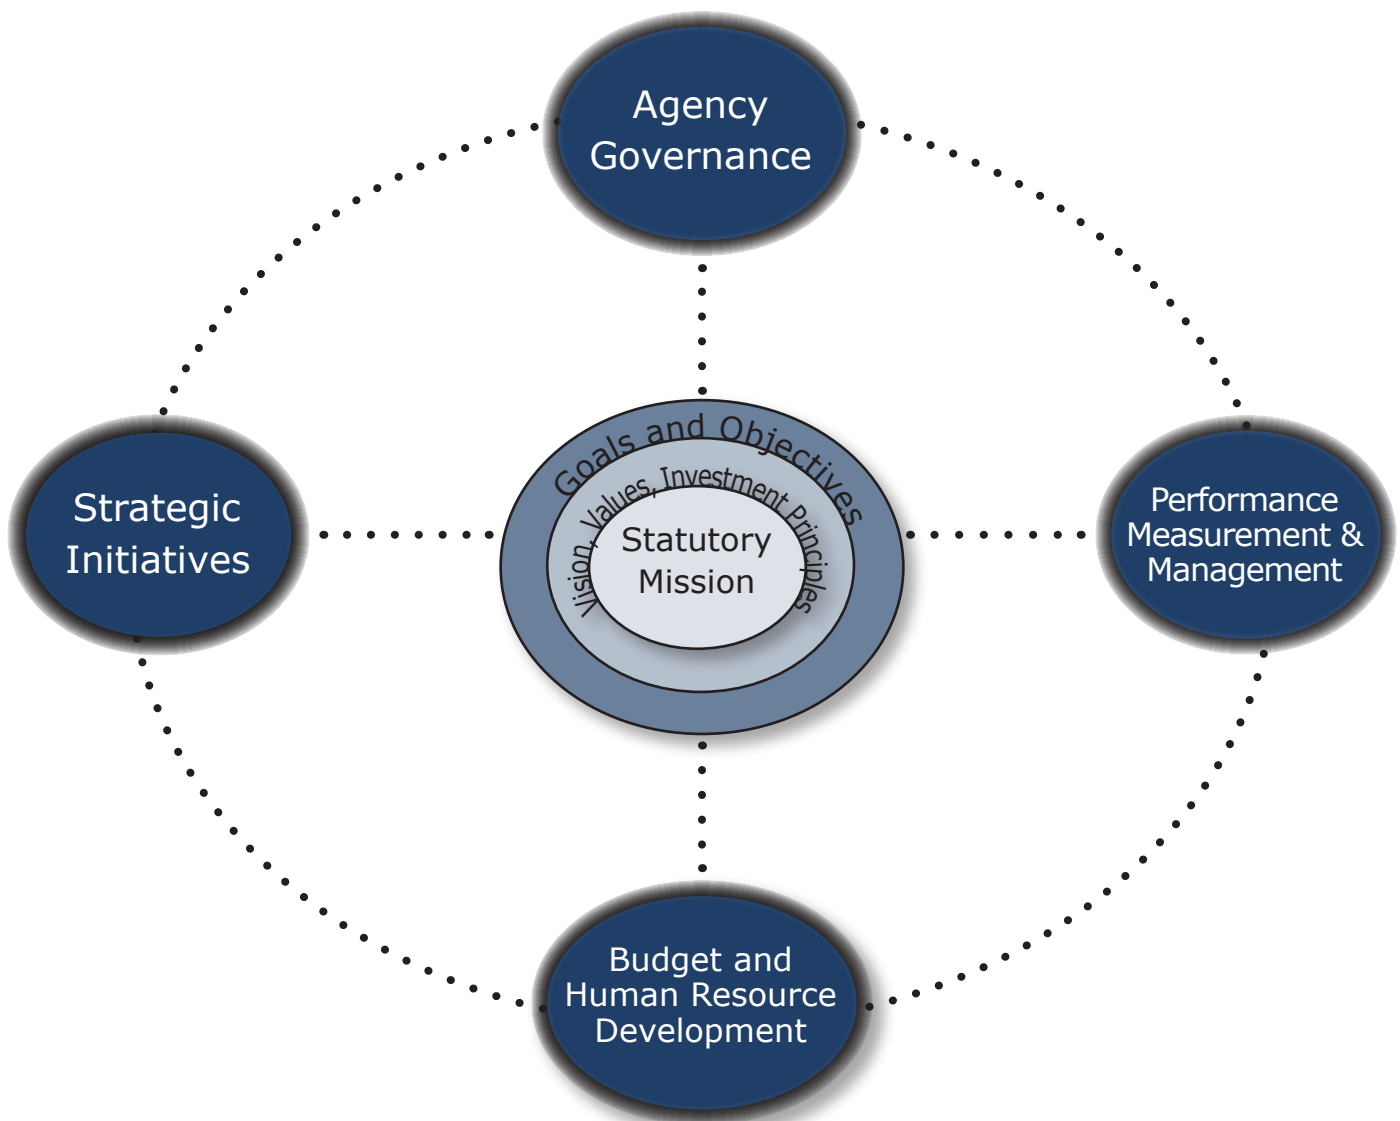 Agency
Governance
Goals and Objectives
Vision, Values, Investment Principles
Statutory
Mission
Strategic
Initiatives
Performance
Measurement &
Management
Budget and
Human Resource
Development